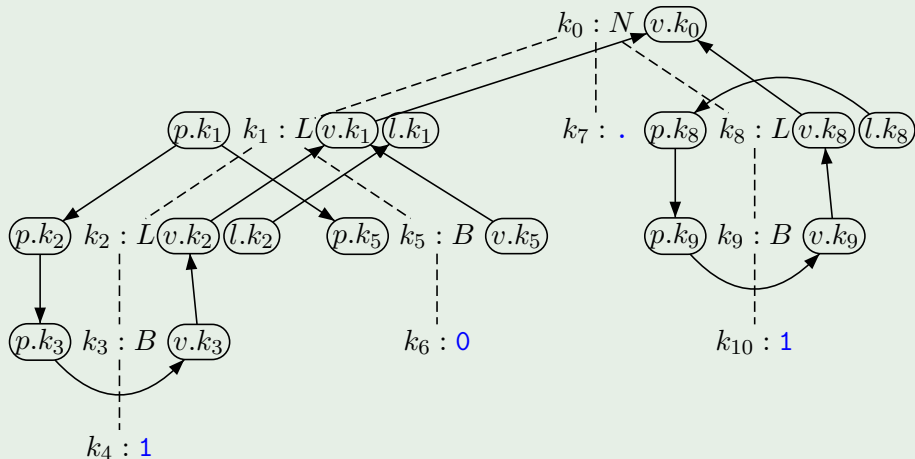 k₀ : N v.k₀
p.k₁ k₁ : L v.k₁ l.k₁ k₇ : . p.k₈ k₈ : L v.k₈ l.k₈
p.k₂ k₂ : L v.k₂ l.k₂ p.k₅ k₅ : B v.k₅ p.k₉ k₉ : B v.k₉
p.k₃ k₃ : B v.k₃ k₆ : 0 k₁₀ : 1
k₄ : 1